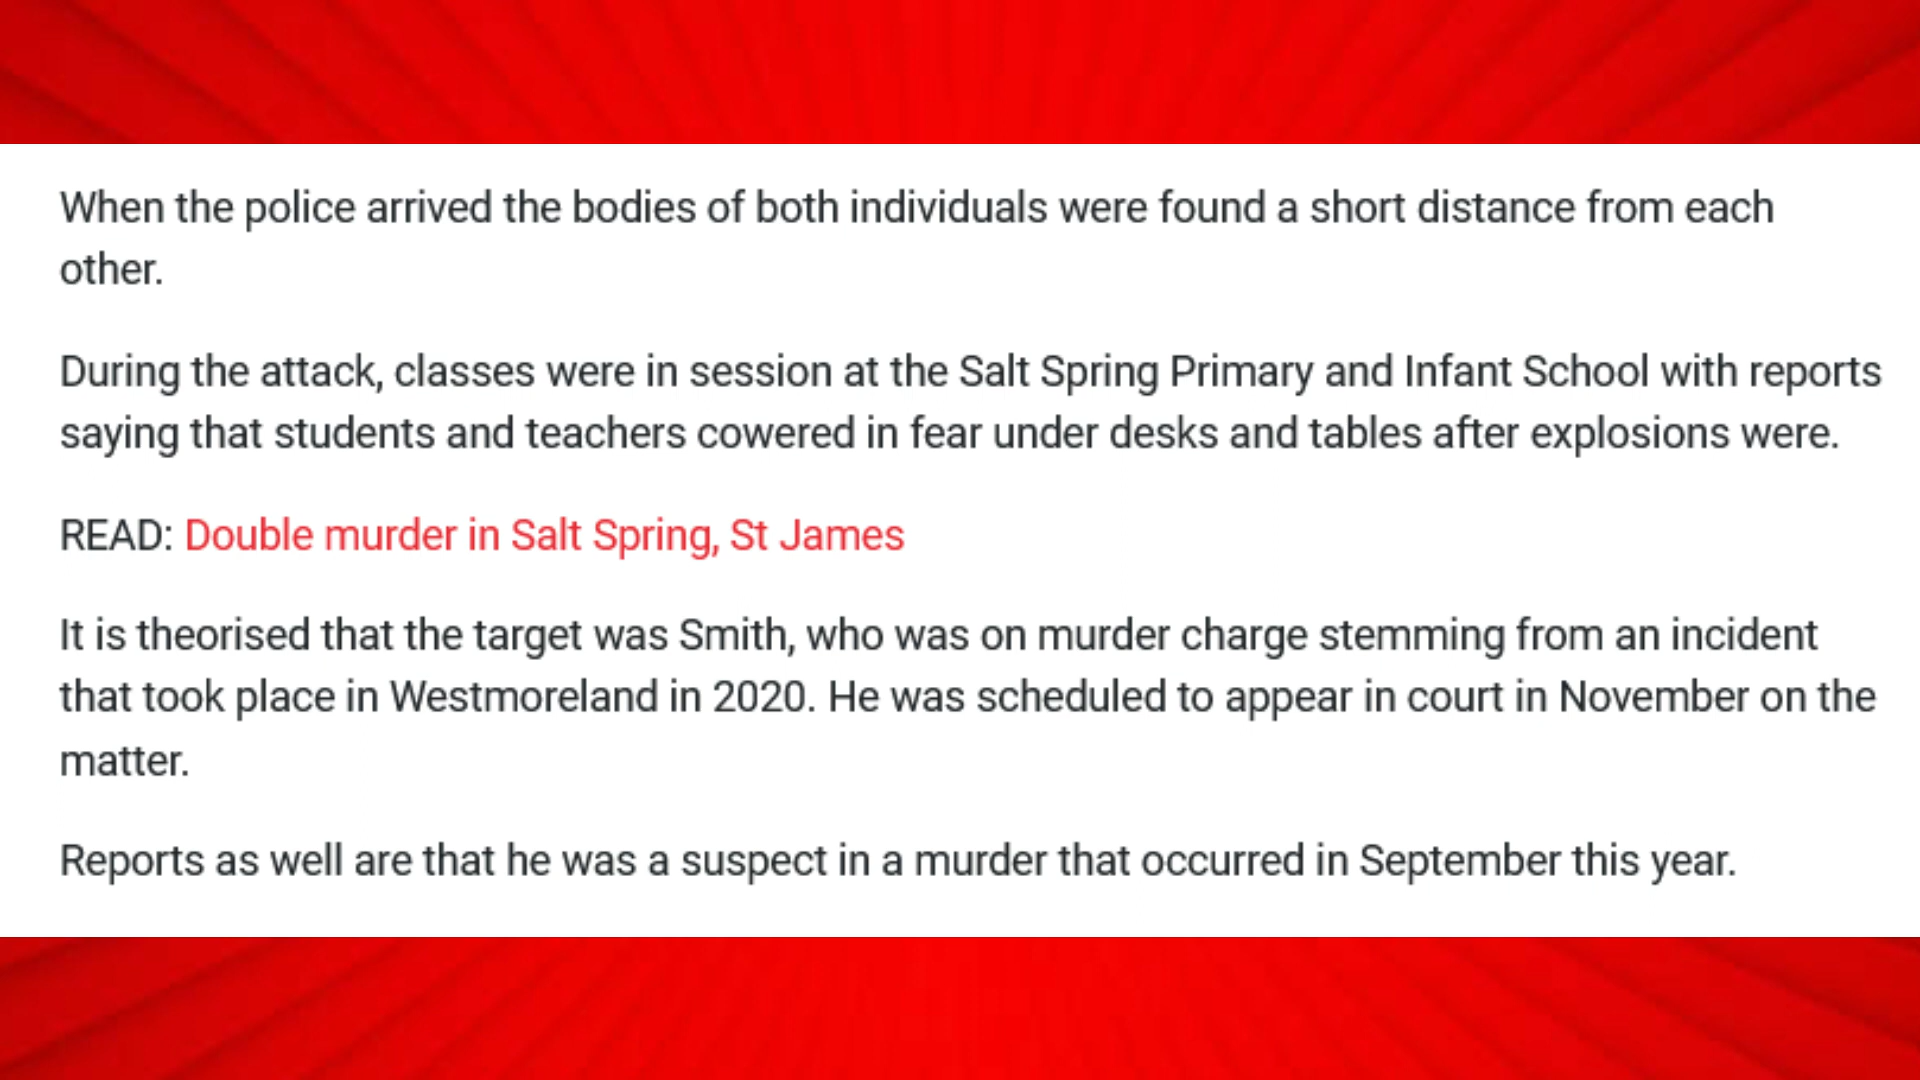 When the police arrived the bodies of both individuals were found a short distance from each
other.
During the attack, classes were in session at the Salt Spring Primary and Infant School with reports
saying that students and teachers cowered in fear under desks and tables after explosions were.
READ: Double murder in Salt Spring, St James
It is theorised that the target was Smith, who was on murder charge stemming from an incident
that took place in Westmoreland in 2020. He was scheduled to appear in court in November on the
matter.
Reports as well are that he was a suspect in a murder that occurred in September this year.